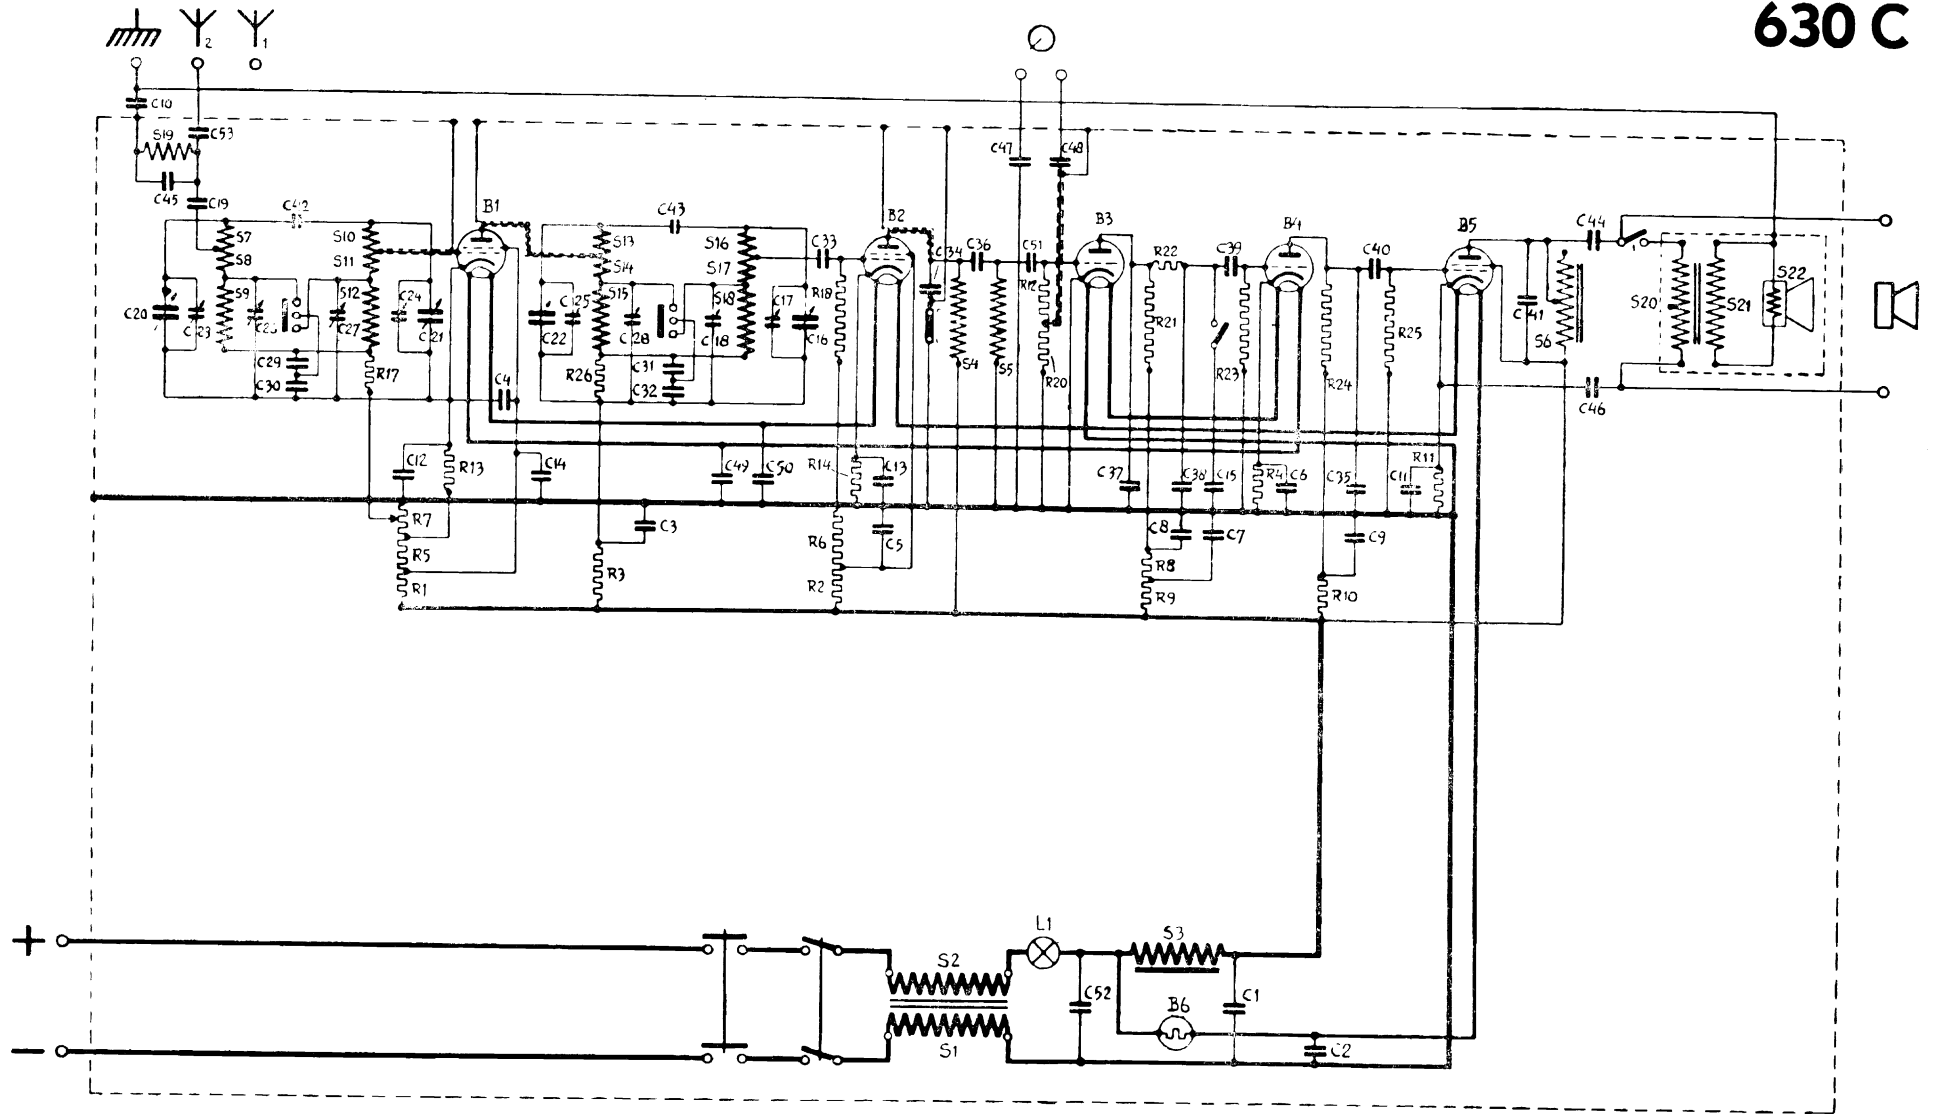 630 C
2 1
C10
S19 C53
C45 C19
C47 C48
C42 B1 C43 B2 B3 B4 B5 C44
S7 S10 S13 S16 C33 C34 C36 C51 R22 C39 C40
S8 S11 S14 S17
S9 S12 C24 S15 S18 C17 R18 R12 S20 S21 S22
C20 C23 C27 C21 C22 C25 C28 C18 C16 R21 R25 C41 S6
C29 R17 R26 C31 S4 S5 R20 R23 R24
C30 C4 C32 C46
C12 R13 C14 C49 C50 R14 C13 C37 C38 C15 R4 C6 C35 C11 R11
R7 C3 R6 C5 C8 C7 C9
R5 R3 R2 R8 R10
R1 R9
+ L1 S3
S2
C52 B6 C1
− S1 C2